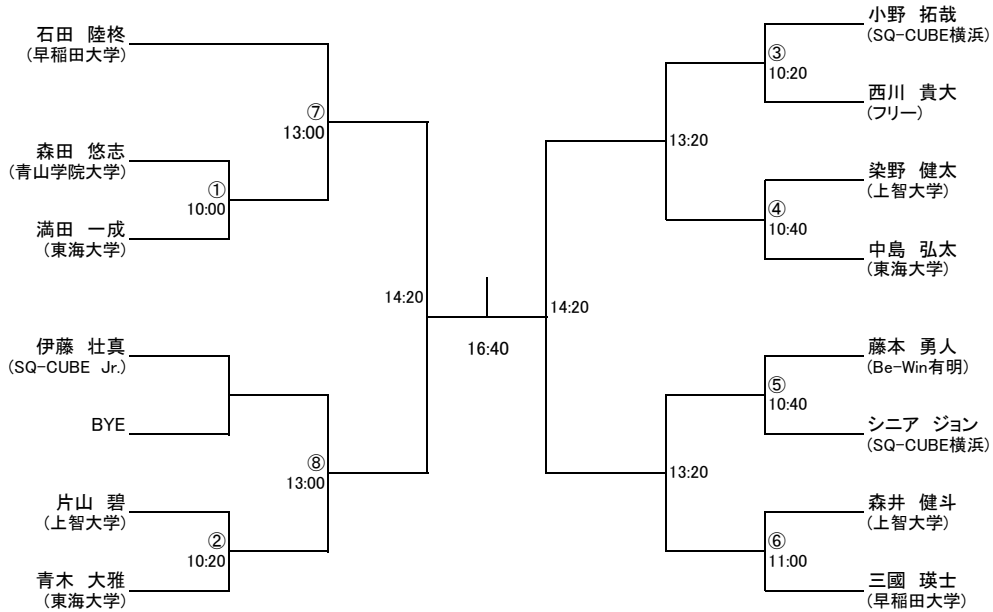 石田　陸柊
(早稲田大学)
⑦
13:00
森田　悠志
(青山学院大学)
①
10:00
満田　一成
(東海大学)
14:20
伊藤　壮真
(SQ-CUBE Jr.)
BYE
⑧
13:00
片山　碧
(上智大学)
②
10:20
青木　大雅
(東海大学)
16:40
小野　拓哉
(SQ-CUBE横浜)
③
10:20
西川　貴大
(フリー)
13:20
染野　健太
(上智大学)
④
10:40
中島　弘太
(東海大学)
14:20
藤本　勇人
(Be-Win有明)
⑤
10:40
シニア　ジョン
(SQ-CUBE横浜)
13:20
森井　健斗
(上智大学)
⑥
11:00
三國　瑛士
(早稲田大学)